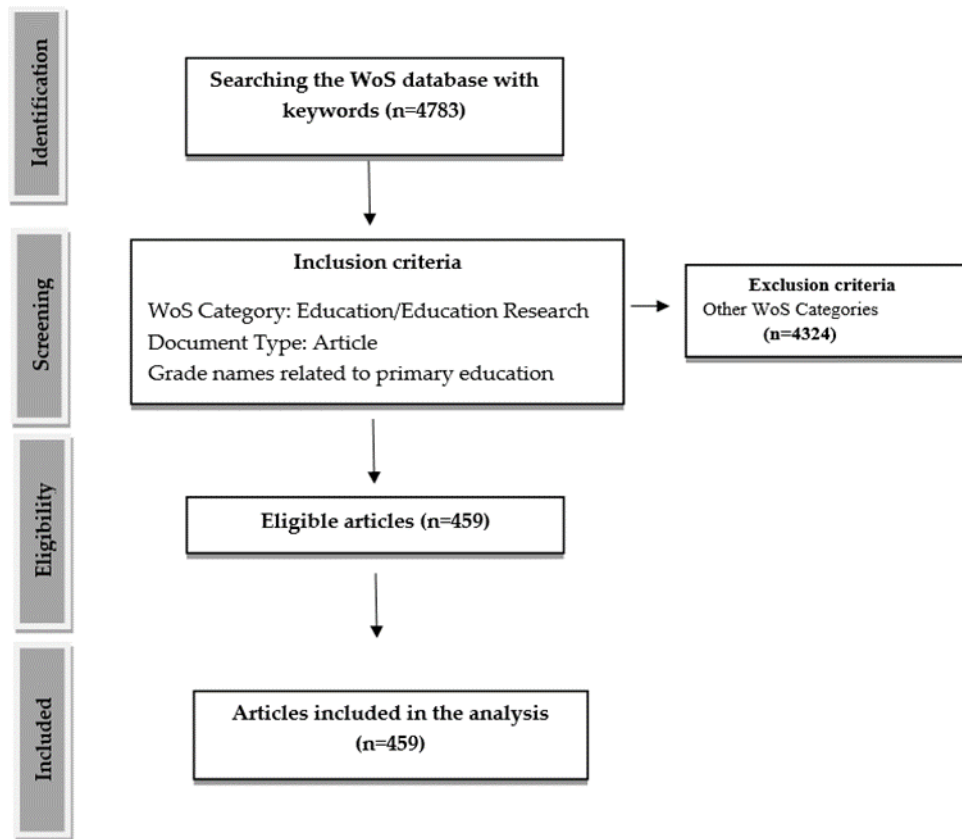 Identification
Searching the WoS database with
keywords (n=4783)
Screening
Inclusion criteria
WoS Category: Education/Education Research
Document Type: Article
Grade names related to primary education
Exclusion criteria
Other WoS Categories
(n=4324)
Eligibility
Eligible articles (n=459)
Included
Articles included in the analysis
(n=459)